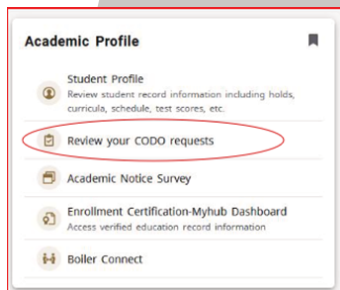 Academic Profile
Student Profile
Review student record information including holds,
curricula, schedule, test scores, etc.
Review your CODO requests
Academic Notice Survey
Enrollment Certification-Myhub Dashboard
Access verified education record information
Boiler Connect